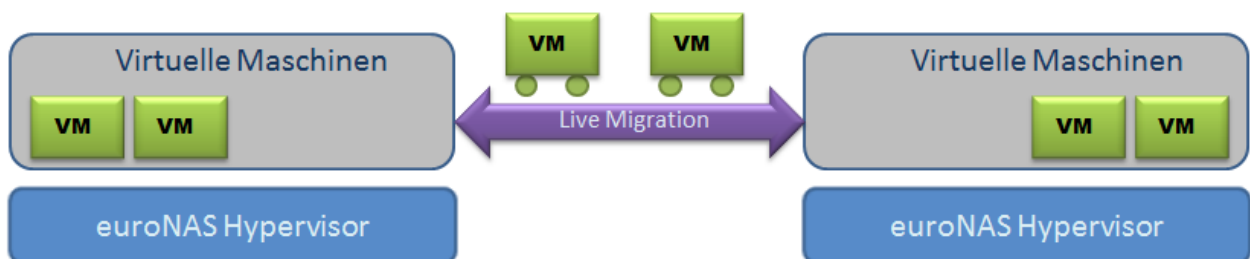 VM
VM
Virtuelle Maschinen
VM
VM
Live Migration
Virtuelle Maschinen
VM
VM
euroNAS Hypervisor
euroNAS Hypervisor